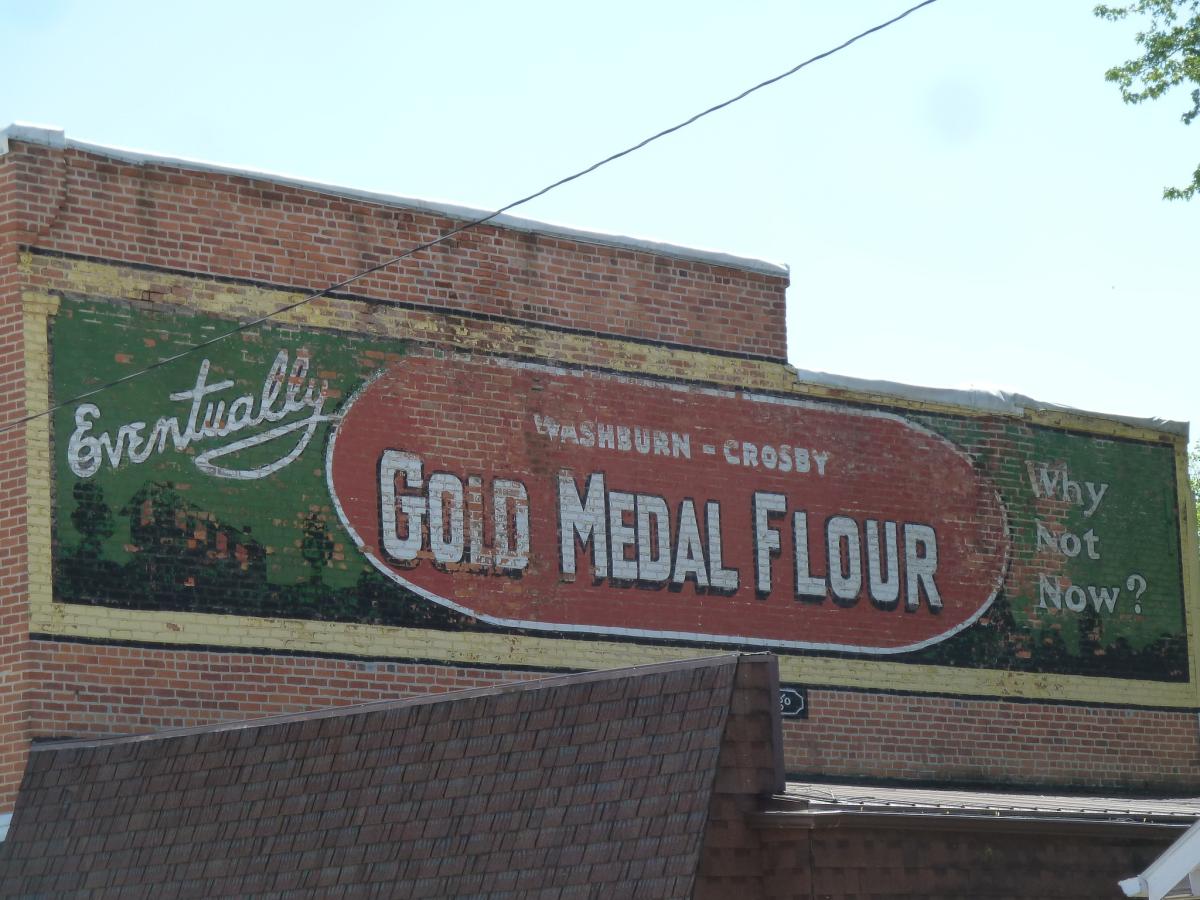 Eventually
WASHBURN - CROSBY
GOLD MEDAL FLOUR
Why
Not
Now?